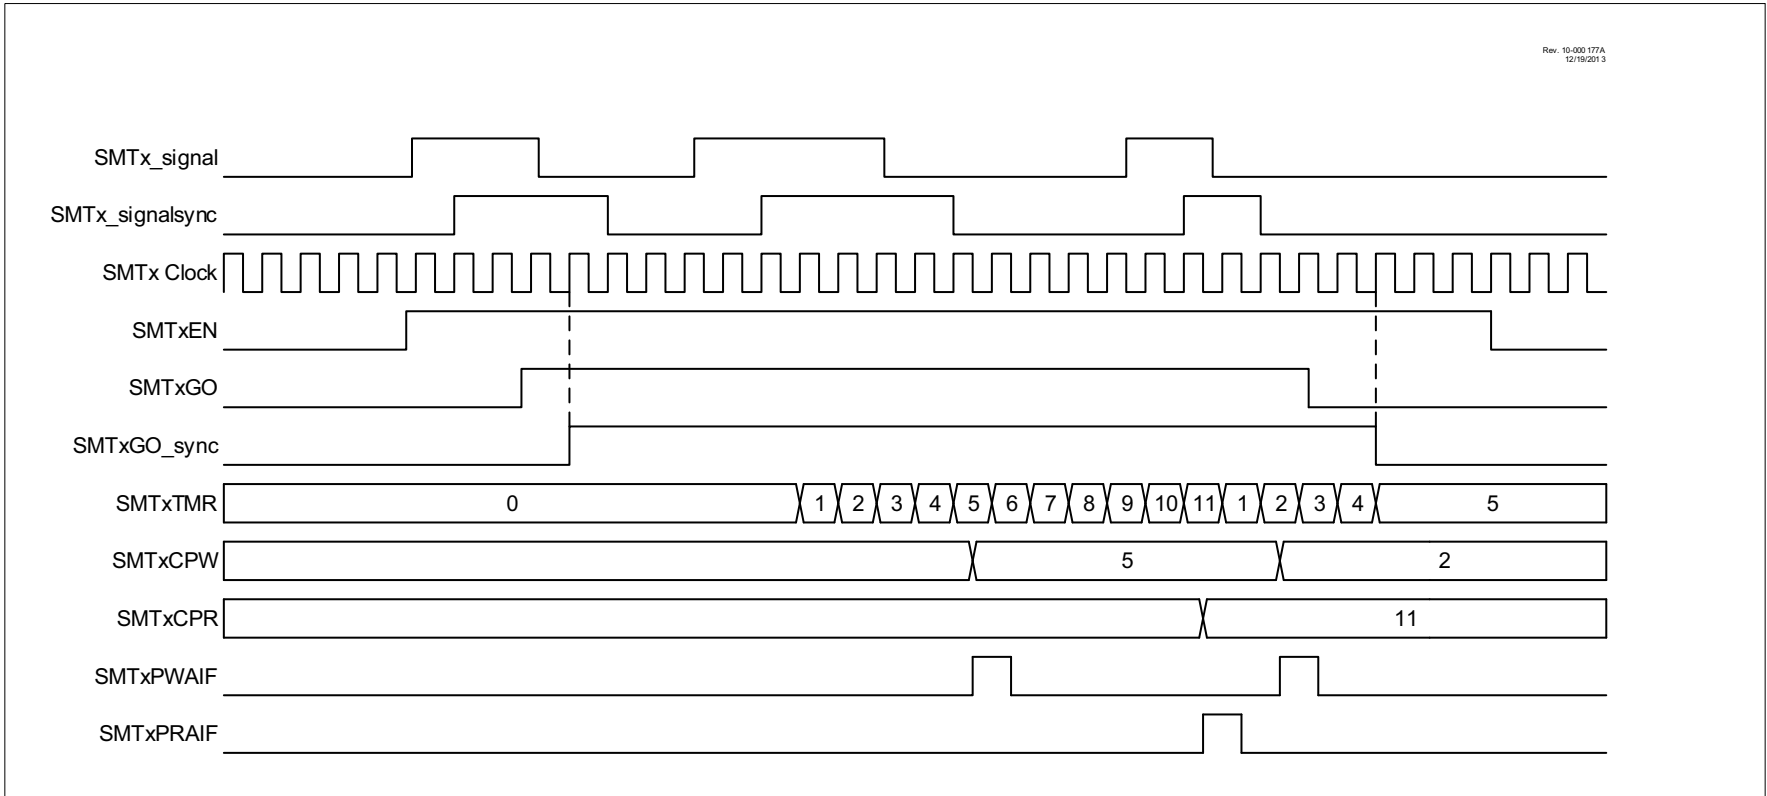 Rev. 10-000 177A
12/19/201 3
SMTx_signal
SMTx_signalsync
SMTx Clock
SMTxEN
SMTxGO
SMTxGO_sync
SMTxTMR 0 1 2 3 4 5 6 7 8 9 10 11 1 2 3 4 5
SMTxCPW 5 2
SMTxCPR 11
SMTxPWAIF
SMTxPRAIF